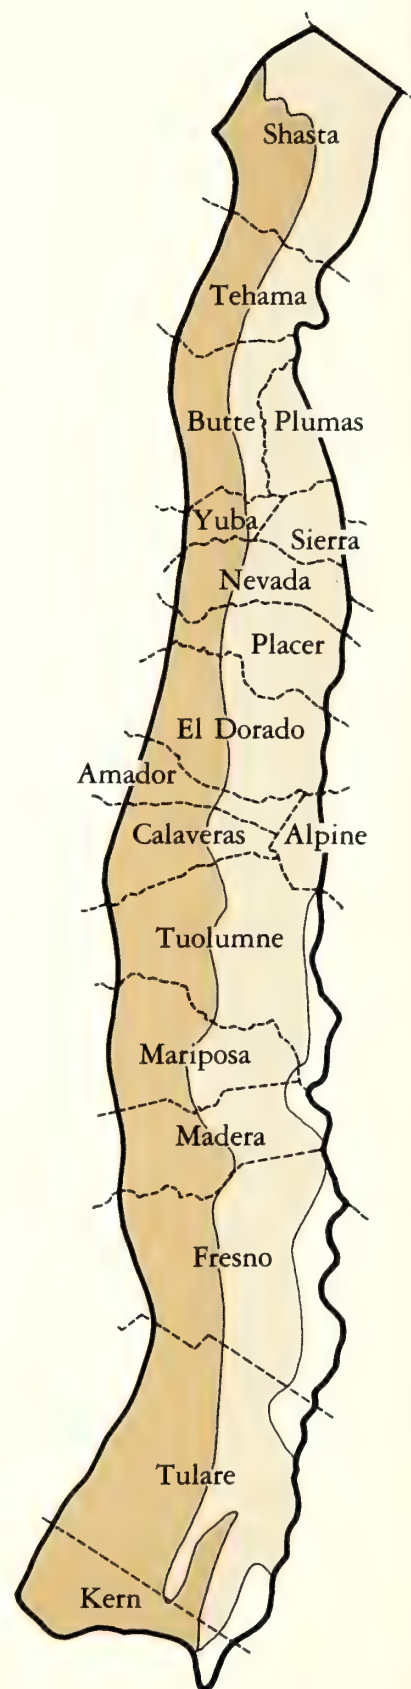 Shasta
Tehama
Butte Plumas
Yuba
Sierra
Nevada
Placer
El Dorado
Amador
Calaveras Alpine
Tuolumne
Mariposa
Madera
Fresno
Tulare
Kern